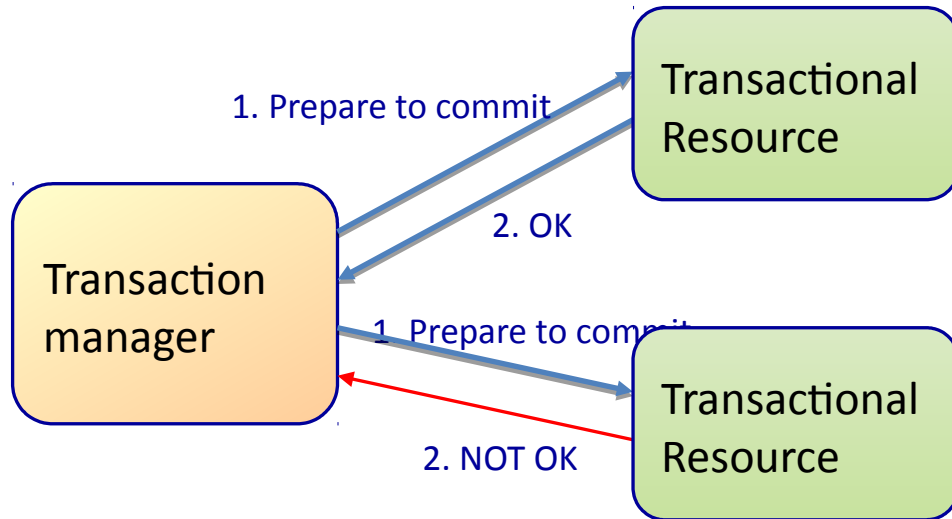 Transactional
Resource
1. Prepare to commit
2. OK
Transaction
manager
1. Prepare to commit
Transactional
Resource
2. NOT OK